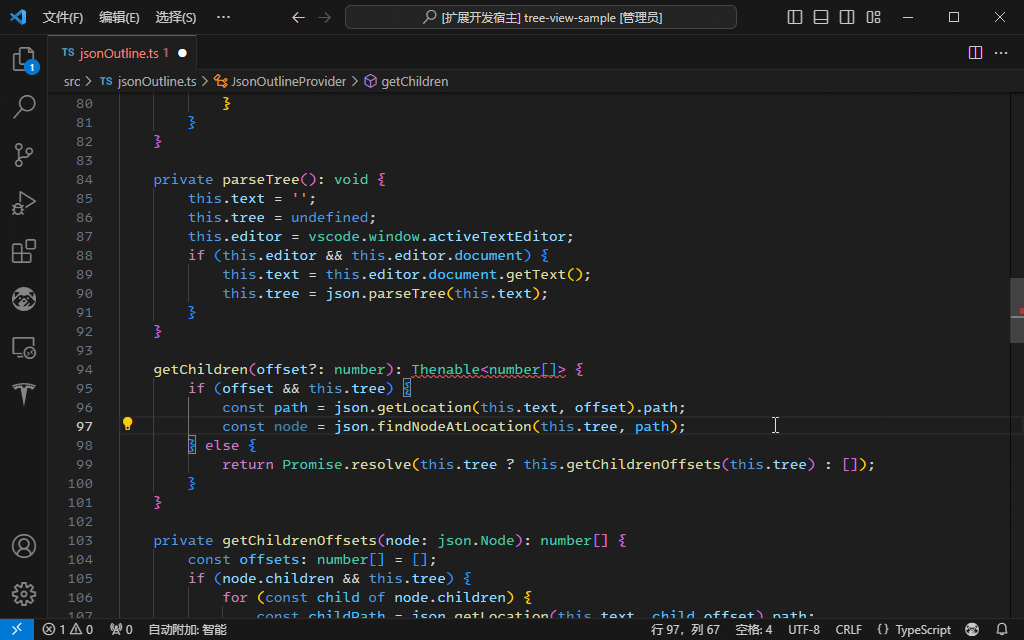 文件(F) 编辑(E) 选择(S) ··· [扩展开发宿主] tree-view-sample [管理员]
1
TS jsonOutline.ts 1
src > TS jsonOutline.ts > JsonOutlineProvider > getChildren
80 }
81 }
82 }
83
84 private parseTree(): void {
85 this.text = '';
86 this.tree = undefined;
87 this.editor = vscode.window.activeTextEditor;
88 if (this.editor && this.editor.document) {
89 this.text = this.editor.document.getText();
90 this.tree = json.parseTree(this.text);
91 }
92 }
93
94 getChildren(offset?: number): Thenable<number[]> {
95 if (offset && this.tree) {
96 const path = json.getLocation(this.text, offset).path;
97 const node = json.findNodeAtLocation(this.tree, path);
98 } else {
99 return Promise.resolve(this.tree ? this.getChildrenOffsets(this.tree) : []);
100 }
101 }
102
103 private getChildrenOffsets(node: json.Node): number[] {
104 const offsets: number[] = [];
105 if (node.children && this.tree) {
106 for (const child of node.children) {
107 const childPath = json.getLocation(this.text, child.offset).path;
1 0 0 自动附加: 智能 行 97，列 67 空格: 4 UTF-8 CRLF {} TypeScript